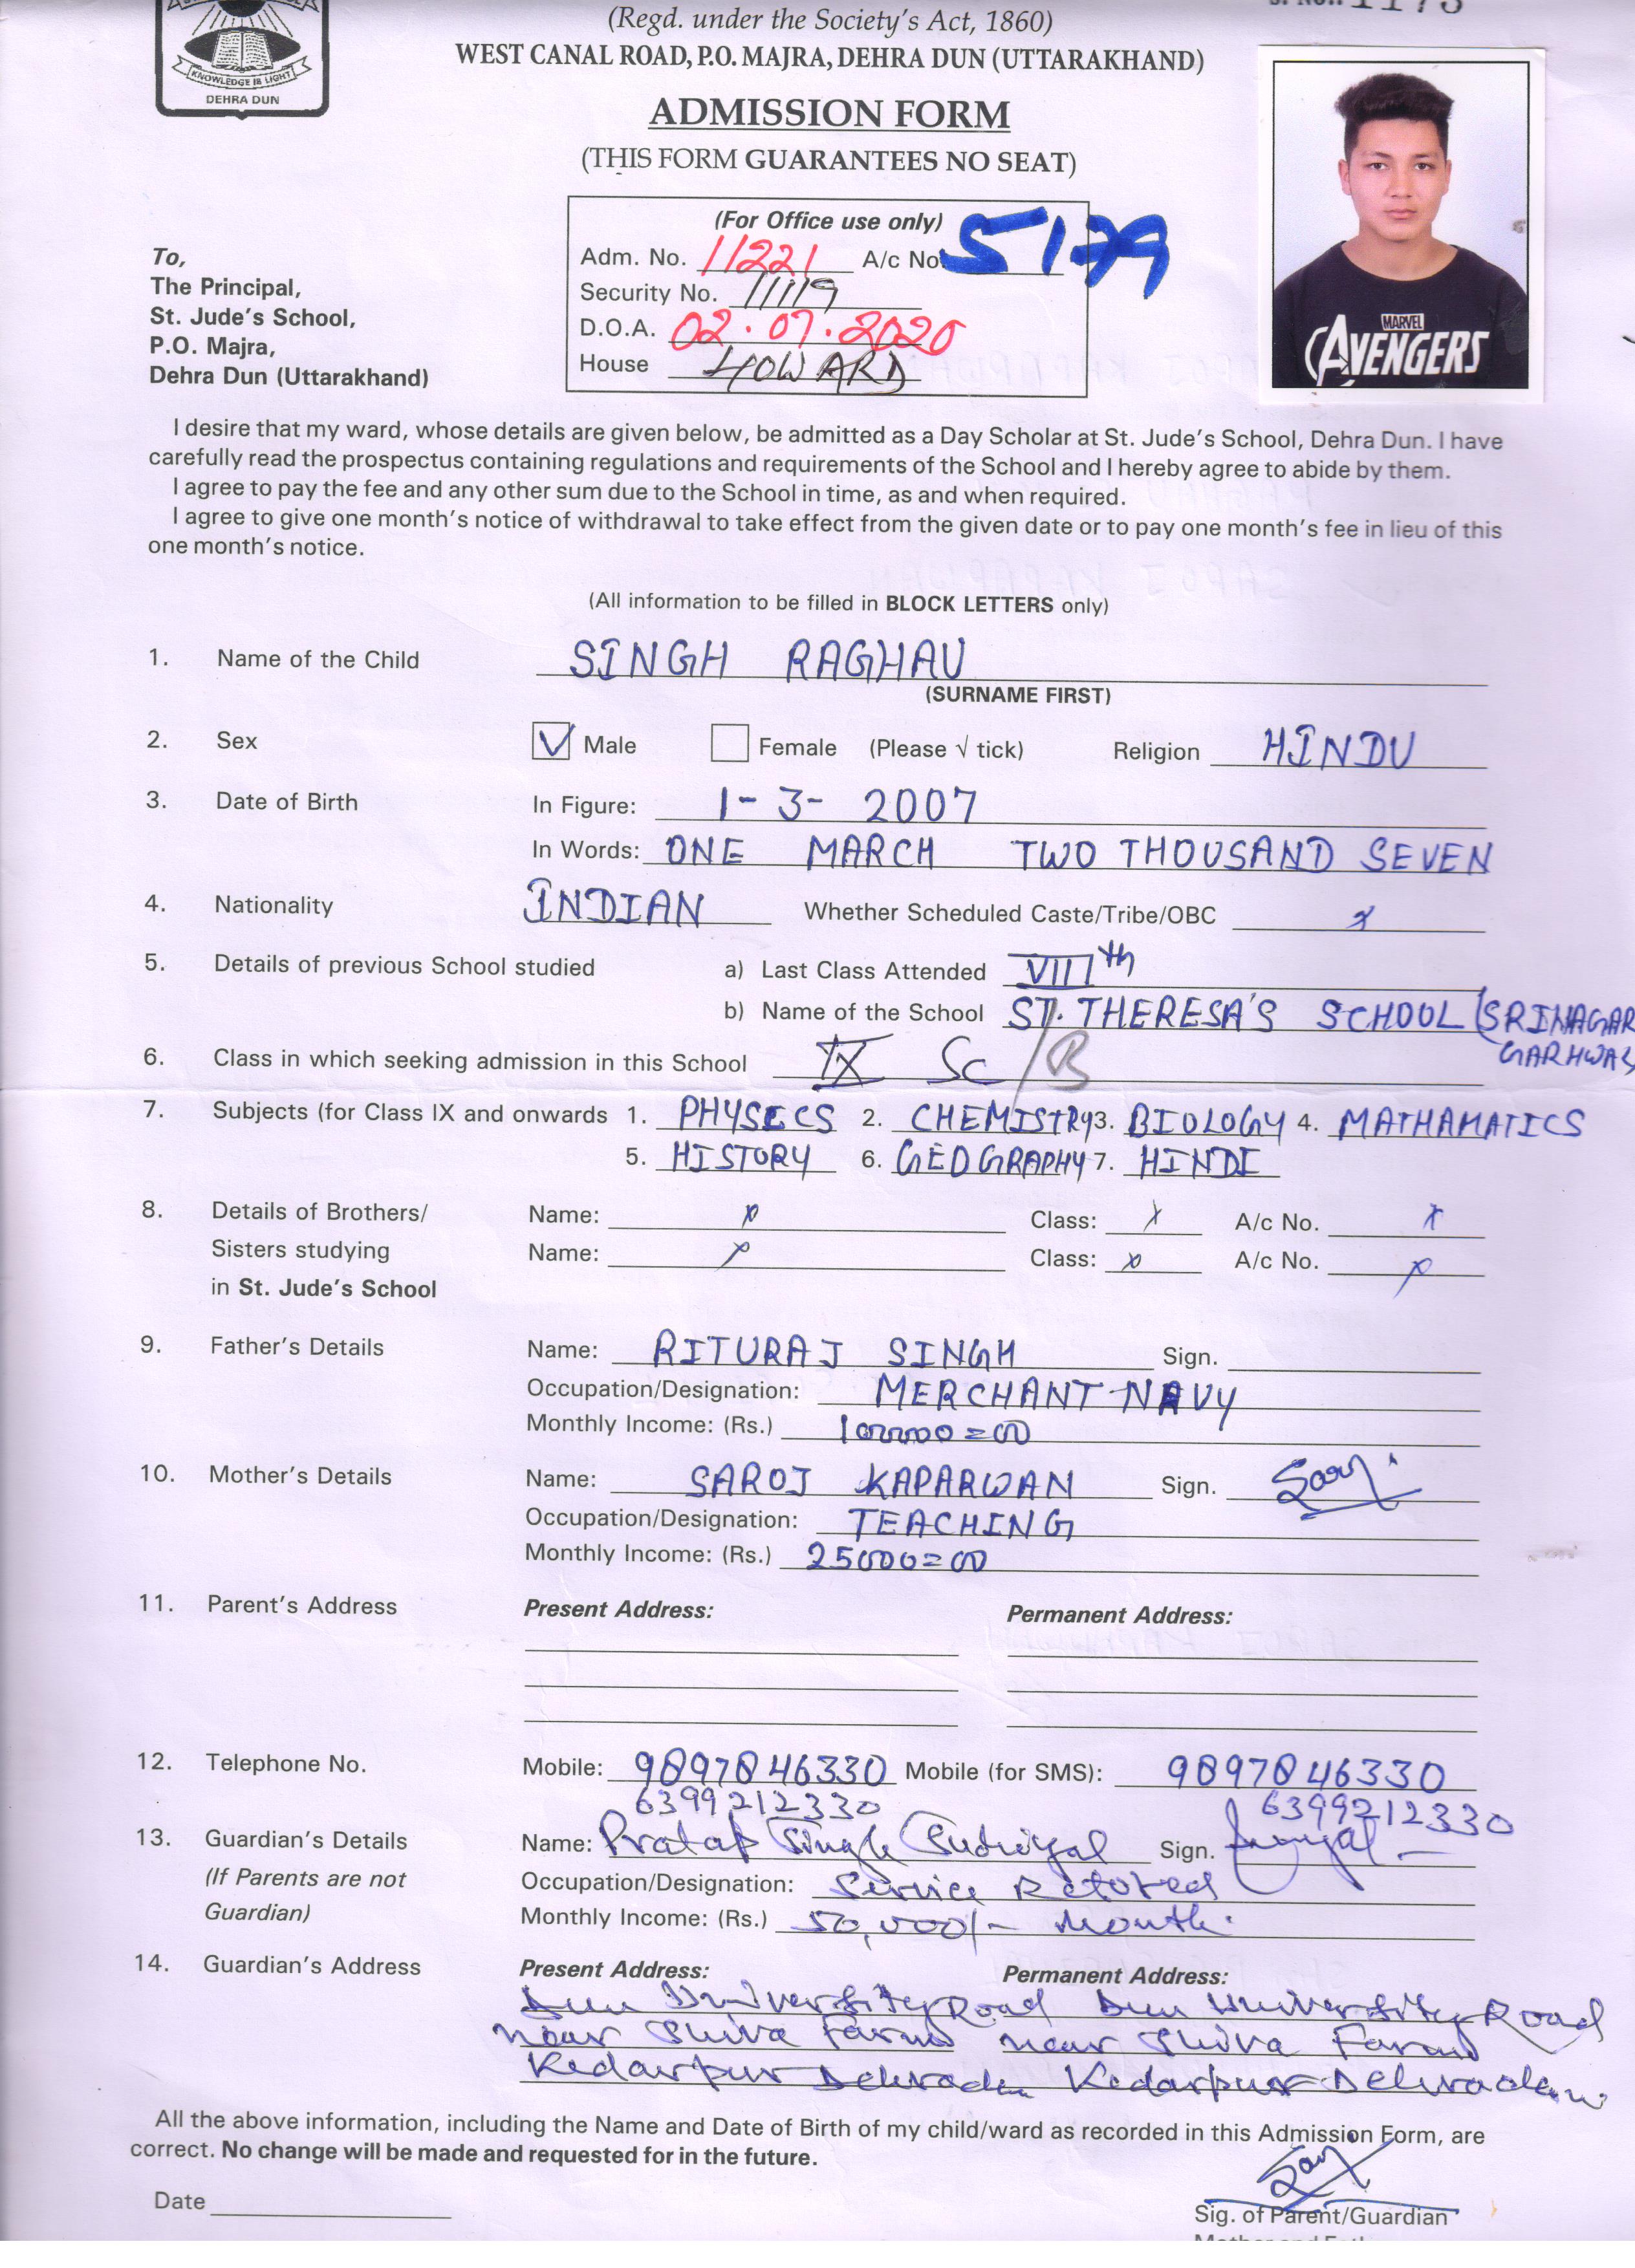 KNOWLEDGE IS LIGHT
DEHRA DUN
(Regd. under the Society's Act, 1860)
WEST CANAL ROAD, P.O. MAJRA, DEHRA DUN (UTTARAKHAND)
ADMISSION FORM
(THIS FORM GUARANTEES NO SEAT)
MARVEL
AVENGERS
(For Office use only)
Adm. No. 11221 A/c No 5179
Security No. 11119
D.O.A. 02.07.2020
House HOWARD
To,
The Principal,
St. Jude's School,
P.O. Majra,
Dehra Dun (Uttarakhand)
I desire that my ward, whose details are given below, be admitted as a Day Scholar at St. Jude's School, Dehra Dun. I have
carefully read the prospectus containing regulations and requirements of the School and I hereby agree to abide by them.
I agree to pay the fee and any other sum due to the School in time, as and when required.
I agree to give one month's notice of withdrawal to take effect from the given date or to pay one month's fee in lieu of this
one month's notice.
(All information to be filled in BLOCK LETTERS only)
1. Name of the Child SINGH RAGHAV
(SURNAME FIRST)
2. Sex Male Female (Please √ tick) Religion HINDU
3. Date of Birth In Figure: 1-3-2007
In Words: ONE MARCH TWO THOUSAND SEVEN
4. Nationality INDIAN Whether Scheduled Caste/Tribe/OBC x
5. Details of previous School studied a) Last Class Attended VIIIth
b) Name of the School ST. THERESA'S SCHOOL (SRINAGAR
GARHWAL
6. Class in which seeking admission in this School IX Sc/B
7. Subjects (for Class IX and onwards 1. PHYSICS 2. CHEMISTRY 3. BIOLOGY 4. MATHAMATICS
5. HISTORY 6. GEOGRAPHY 7. HINDI
8. Details of Brothers/ Name: x Class: x A/c No. x
Sisters studying Name: x Class: x A/c No. x
in St. Jude's School
9. Father's Details Name: RITURAJ SINGH Sign.
Occupation/Designation: MERCHANT NAVY
Monthly Income: (Rs.) 100000=00
10. Mother's Details Name: SAROJ KAPARWAN Sign. Saroj
Occupation/Designation: TEACHING
Monthly Income: (Rs.) 25000=00
11. Parent's Address Present Address: Permanent Address:
12. Telephone No. Mobile: 9897846330 Mobile (for SMS): 9897846330
6399212330 6399212330
13. Guardian's Details Name: Pratap Singh Sign.
(If Parents are not Occupation/Designation: Service Retored
Guardian) Monthly Income: (Rs.) 50,000/- Month.
14. Guardian's Address Present Address: Permanent Address:
Dun University Road Dun University Road
near Shiva Farm near Shiva Farm
Kedarpur Dehradun Kedarpur Dehradun
All the above information, including the Name and Date of Birth of my child/ward as recorded in this Admission Form, are
correct. No change will be made and requested for in the future.
Date
Sig. of Parent/Guardian